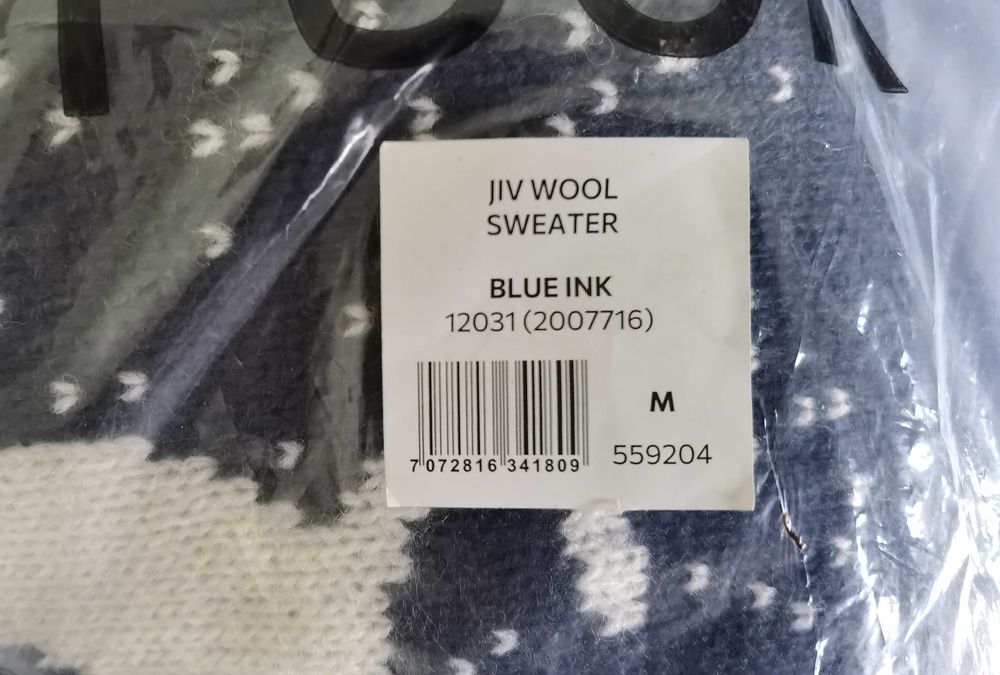 JIV WOOL
SWEATER
BLUE INK
12031 (2007716)
M
7 072816 341809
559204